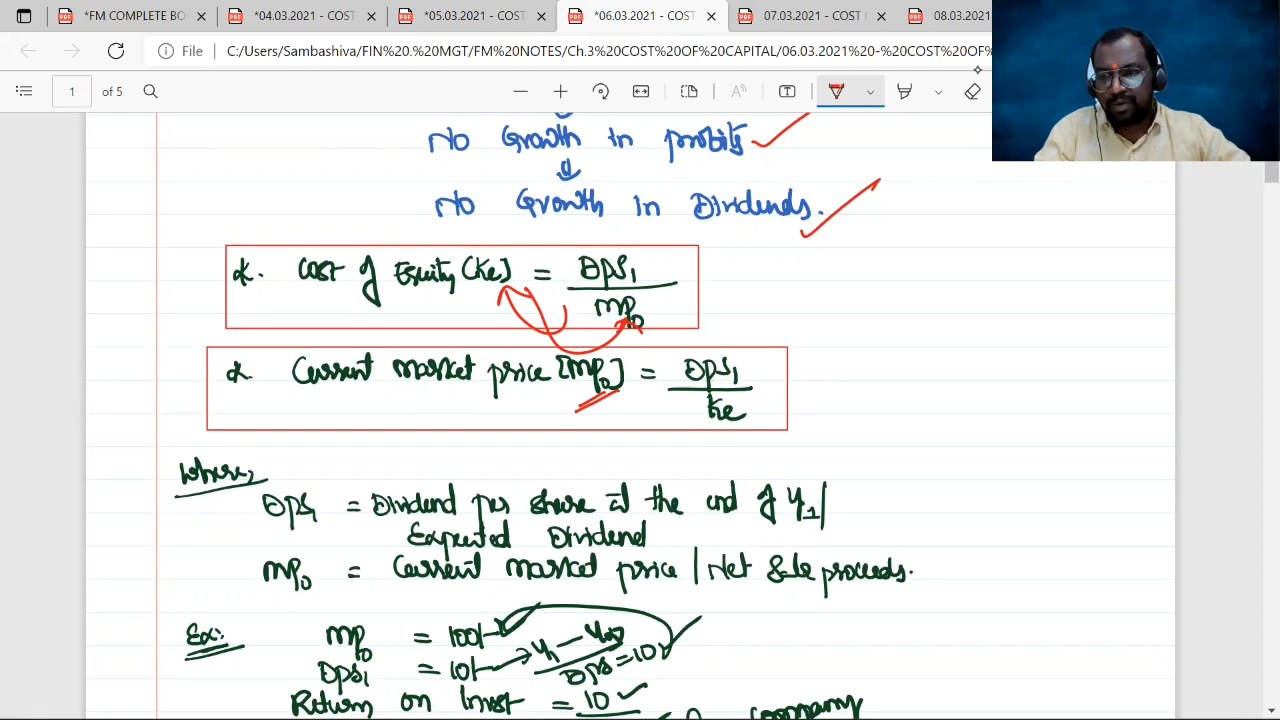 *FM COMPLETE BO
*04.03.2021 - COST
*05.03.2021 - COST
*06.03.2021 - COST
07.03.2021 - COST
08.03.2021
File
C:/Users/Sambashiva/FIN%20.%20MGT/FM%20NOTES/Ch.3%20COST%20OF%20CAPITAL/06.03.2021%20-%20COST%20OF%
1 of 5
No Growth in profits
No Growth in Dividends.
Cost of Equity [Ke] = DPS1
MP0
Current market price [MP0] = DPS1
Ke
Where,
DPS1 = Dividend per share at the end of Y1 |
Expected Dividend
MP0 = Current market price | Net Sale proceeds.
Ex: MP0 = 100/-
DPS1 = 10/- → Y1 —
DPS = 10
Return on Invest = 10
company